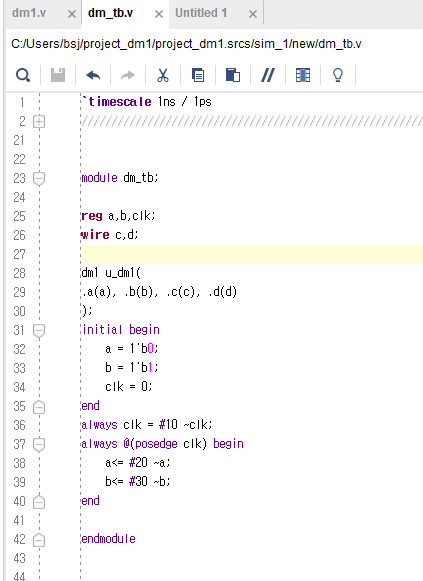 dm1.v × dm_tb.v × Untitled 1 ×
C:/Users/bsj/project_dm1/project_dm1.srcs/sim_1/new/dm_tb.v
1 `timescale 1ns / 1ps
2 //////////////////////////////////////////////////////////
21
22
23 module dm_tb;
24
25 reg a,b,clk;
26 wire c,d;
27
28 dm1 u_dm1(
29 .a(a), .b(b), .c(c), .d(d)
30 );
31 initial begin
32 a = 1'b0;
33 b = 1'b1;
34 clk = 0;
35 end
36 always clk = #10 ~clk;
37 always @(posedge clk) begin
38 a<= #20 ~a;
39 b<= #30 ~b;
40 end
41
42 endmodule
43
44